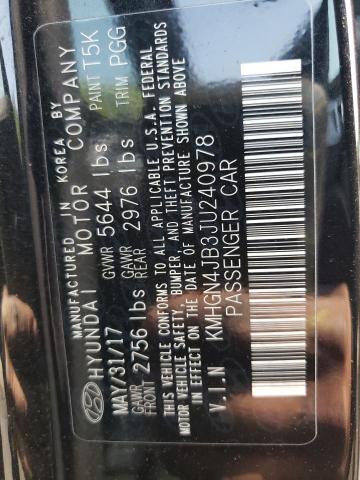 MANUFACTURED IN KOREA BY
HYUNDAI MOTOR COMPANY
MAY/31/17 GVWR 5644 lbs PAINT T5K
GAWR FRONT 2756 lbs GAWR REAR 2976 lbs TRIM PGG
THIS VEHICLE CONFORMS TO ALL APPLICABLE U.S.A. FEDERAL
MOTOR VEHICLE SAFETY, BUMPER, AND THEFT PREVENTION STANDARDS
IN EFFECT ON THE DATE OF MANUFACTURE SHOWN ABOVE
V.I.N KMHGN4JB3JU240978
PASSENGER CAR